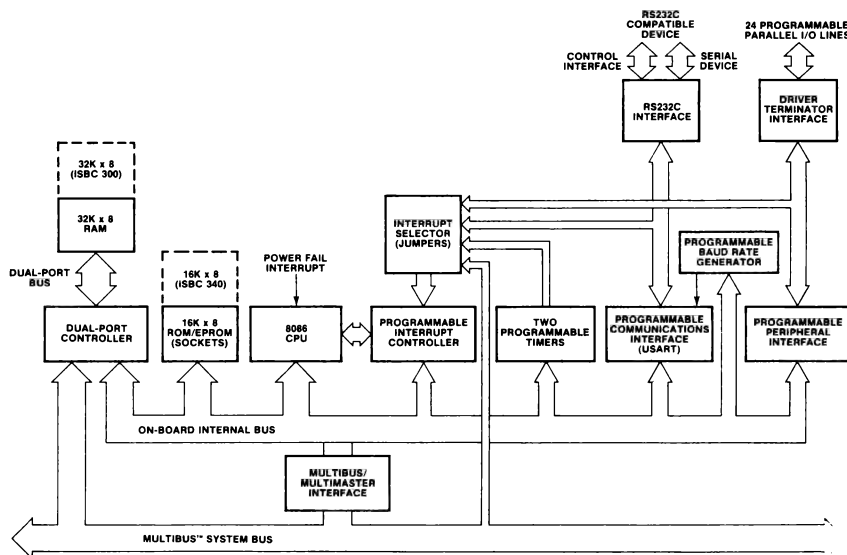 RS232C
COMPATIBLE
DEVICE
24 PROGRAMMABLE
PARALLEL I/O LINES
CONTROL
INTERFACE
SERIAL
DEVICE
RS232C
INTERFACE
DRIVER
TERMINATOR
INTERFACE
32K x 8
(ISBC 300)
32K x 8
RAM
INTERRUPT
SELECTOR
(JUMPERS)
PROGRAMMABLE
BAUD RATE
GENERATOR
DUAL-PORT
BUS
16K x 8
(ISBC 340)
POWER FAIL
INTERRUPT
DUAL-PORT
CONTROLLER
16K x 8
ROM/EPROM
(SOCKETS)
8086
CPU
PROGRAMMABLE
INTERRUPT
CONTROLLER
TWO
PROGRAMMABLE
TIMERS
PROGRAMMABLE
COMMUNICATIONS
INTERFACE
(USART)
PROGRAMMABLE
PERIPHERAL
INTERFACE
ON-BOARD INTERNAL BUS
MULTIBUS/
MULTIMASTER
INTERFACE
MULTIBUS™ SYSTEM BUS